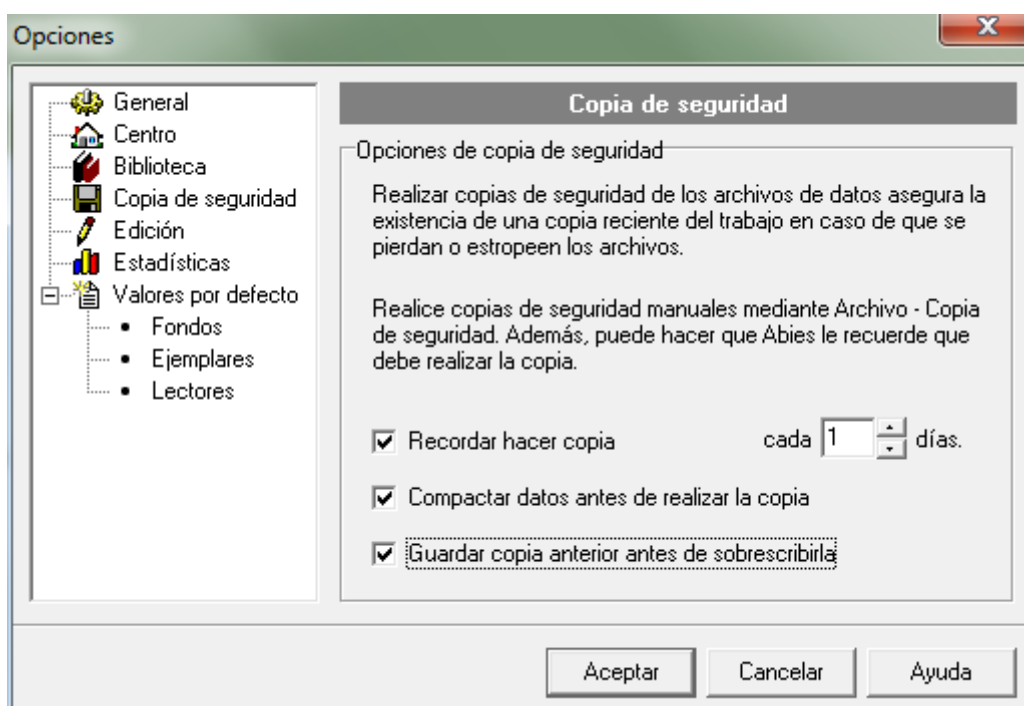 Opciones
General
Centro
Biblioteca
Copia de seguridad
Edición
Estadísticas
Valores por defecto
Fondos
Ejemplares
Lectores
Copia de seguridad
Opciones de copia de seguridad
Realizar copias de seguridad de los archivos de datos asegura la
existencia de una copia reciente del trabajo en caso de que se
pierdan o estropeen los archivos.
Realice copias de seguridad manuales mediante Archivo - Copia
de seguridad. Además, puede hacer que Abies le recuerde que
debe realizar la copia.
Recordar hacer copia cada 1 días.
Compactar datos antes de realizar la copia
Guardar copia anterior antes de sobrescribirla
Aceptar Cancelar Ayuda